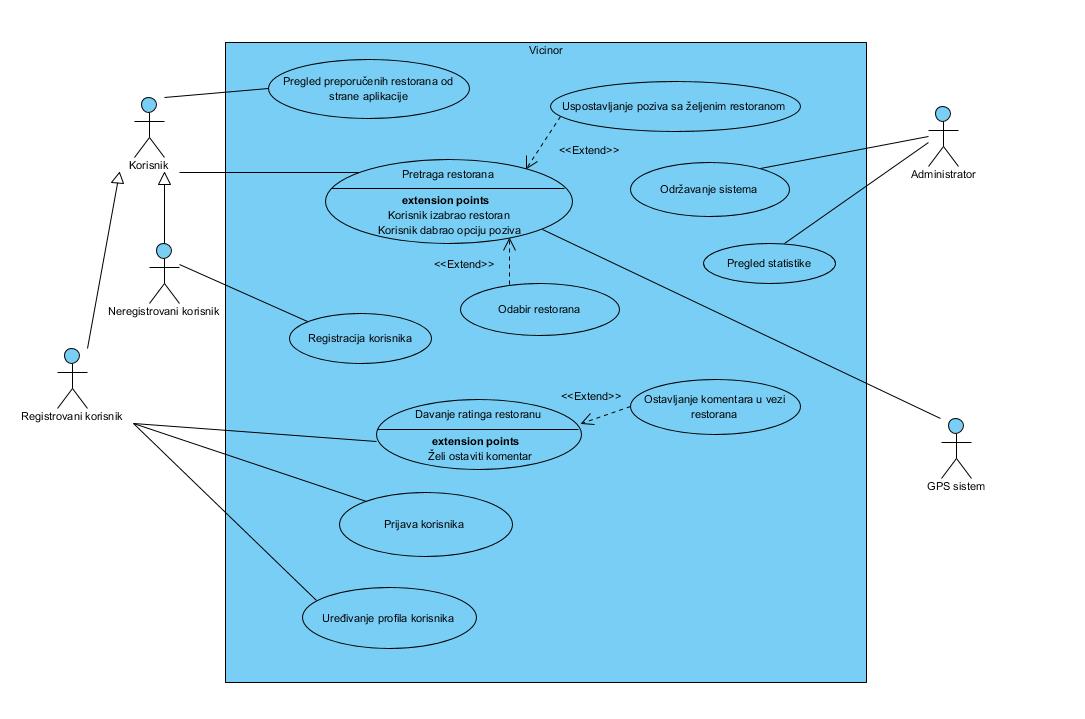 Vicinor
Pregled preporučenih restorana od
strane aplikacije
Uspostavljanje poziva sa željenim restoranom
<<Extend>>
Korisnik
Pretraga restorana
extension points
Korisnik izabrao restoran
Korisnik dabrao opciju poziva
Održavanje sistema
Administrator
Pregled statistike
<<Extend>>
Odabir restorana
Neregistrovani korisnik
Registracija korisnika
Registrovani korisnik
<<Extend>>
Ostavljanje komentara u vezi
restorana
Davanje ratinga restoranu
extension points
Želi ostaviti komentar
GPS sistem
Prijava korisnika
Uređivanje profila korisnika